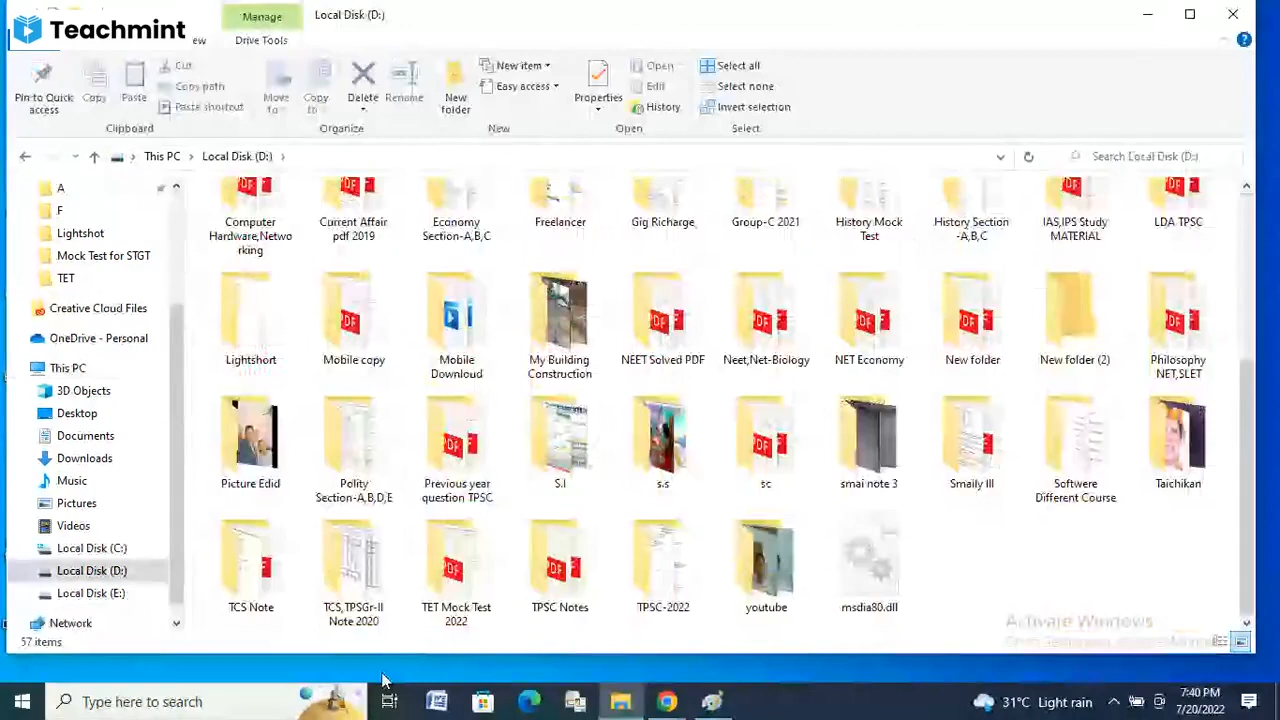 Teachmint
Manage
Local Disk (D:)
ew
Drive Tools
Pin to Quick access
Copy
Paste
Cut
Copy path
Paste shortcut
Move to
Copy to
Delete
Rename
New folder
New item
Easy access
Properties
Open
Edit
History
Select all
Select none
Invert selection
Clipboard
Organize
New
Open
Select
This PC
Local Disk (D:)
Search Local Disk (D:)
A
F
Lightshot
Mock Test for STGT
TET
Creative Cloud Files
OneDrive - Personal
This PC
3D Objects
Desktop
Documents
Downloads
Music
Pictures
Videos
Local Disk (C:)
Local Disk (D:)
Local Disk (E:)
Network
Computer Hardware,Netwo rking
Current Affair pdf 2019
Economy Section-A,B,C
Freelancer
Gig Richarge
Group-C 2021
History Mock Test
History Section -A,B,C
IAS,IPS Study MATERIAL
LDA TPSC
Lightshort
Mobile copy
Mobile Downloud
My Building Construction
NEET Solved PDF
Neet,Net-Biology
NET Economy
New folder
New folder (2)
Philosophy NET,SLET
Picture Edid
Polity Section-A,B,D,E
Previous year question TPSC
S.I
s.s
sc
smai note 3
Smaily III
Softwere Different Course
Taichikan
TCS Note
TCS,TPSGr-II Note 2020
TET Mock Test 2022
TPSC Notes
TPSC-2022
youtube
msdia80.dll
57 items
Activate Windows
Type here to search
31°C Light rain
7:40 PM
7/20/2022